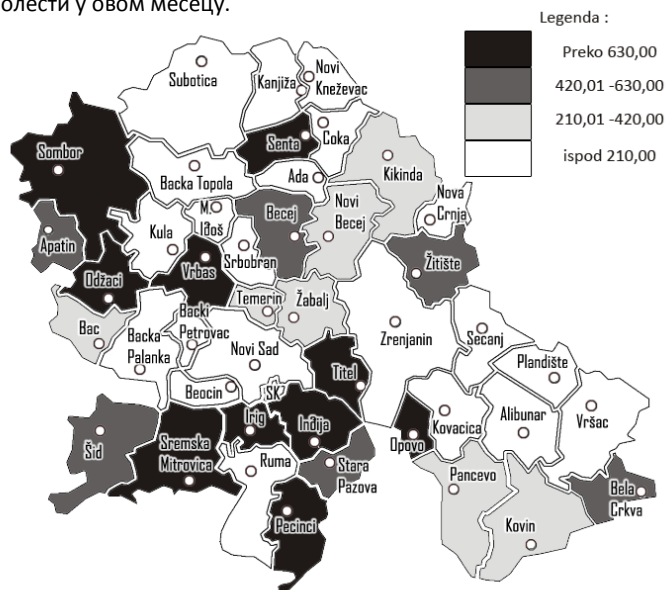 олести у овом месецу.
Legenda :
Preko 630,00
420,01 -630,00
210,01 -420,00
ispod 210,00
Subotica
Kanjiža
Novi
Kneževac
Sombor
Senta
Coka
Backa Topola
Ada
Kikinda
Apatin
Kula
M.
Iđoš
Becej
Novi
Becej
Nova
Crnja
Srbobran
Odžaci
Vrbas
Žitište
Temerin
Žabalj
Bac
Backa
Palanka
Backi
Petrovac
Novi Sad
Zrenjanin
Secanj
Titel
Plandište
Beocin
SK
Šid
Sremska
Mitrovica
Irig
Inđija
Opovo
Kovacica
Alibunar
Vršac
Ruma
Stara
Pazova
Pancevo
Bela
Crkva
Pecinci
Kovin